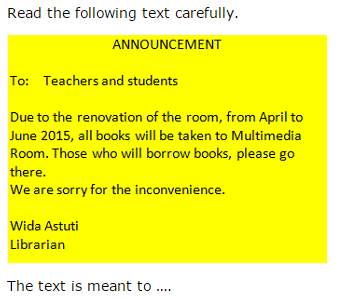 Read the following text carefully.
ANNOUNCEMENT
To: Teachers and students
Due to the renovation of the room, from April to
June 2015, all books will be taken to Multimedia
Room. Those who will borrow books, please go
there.
We are sorry for the inconvenience.
Wida Astuti
Librarian
The text is meant to ....